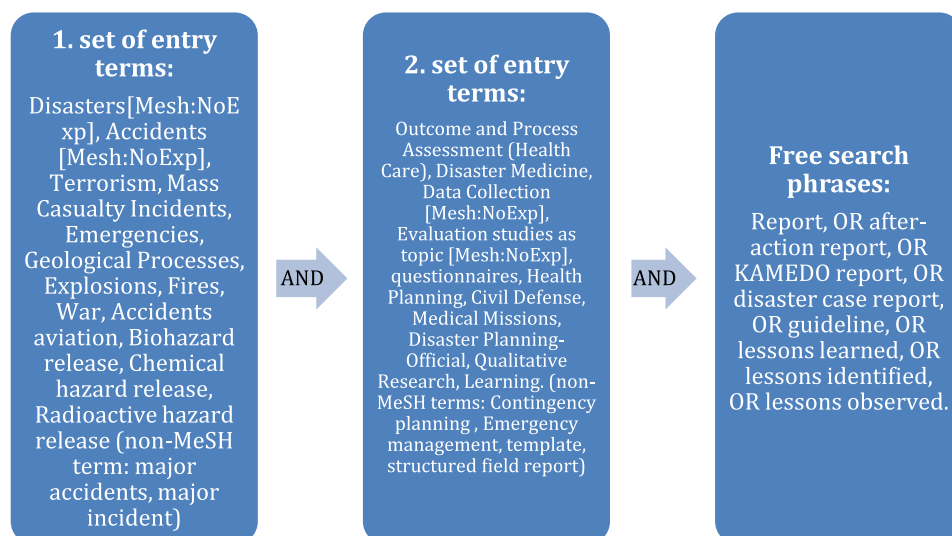 1. set of entry
terms:
Disasters[Mesh:NoE
xp], Accidents
[Mesh:NoExp],
Terrorism, Mass
Casualty Incidents,
Emergencies,
Geological Processes,
Explosions, Fires,
War, Accidents
aviation, Biohazard
release, Chemical
hazard release,
Radioactive hazard
release (non-MeSH
term: major
accidents, major
incident)
AND
2. set of entry
terms:
Outcome and Process
Assessment (Health
Care), Disaster Medicine,
Data Collection
[Mesh:NoExp],
Evaluation studies as
topic [Mesh:NoExp],
questionnaires, Health
Planning, Civil Defense,
Medical Missions,
Disaster Planning-
Official, Qualitative
Research, Learning. (non-
MeSH terms: Contingency
planning , Emergency
management, template,
structured field report)
AND
Free search
phrases:
Report, OR after-
action report, OR
KAMEDO report, OR
disaster case report,
OR guideline, OR
lessons learned, OR
lessons identified,
OR lessons observed.